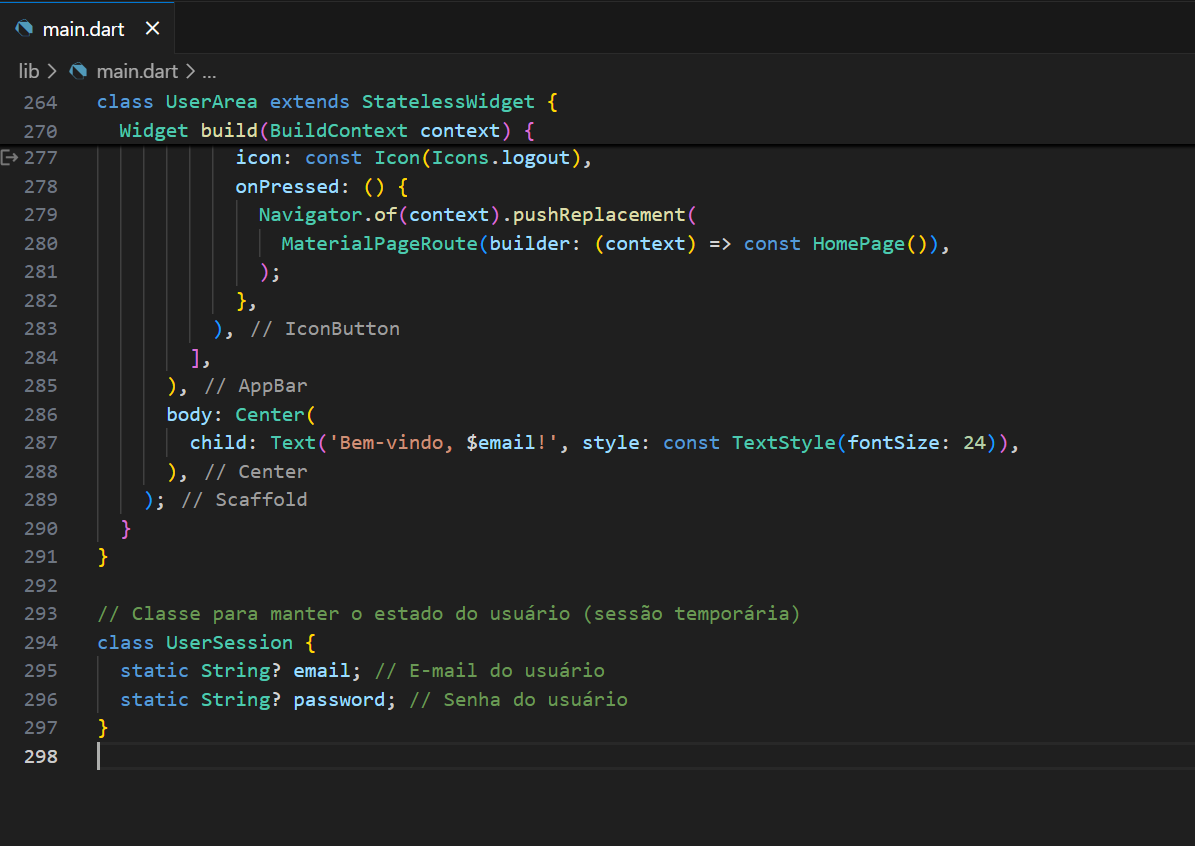 main.dart
lib > main.dart > ...
264 class UserArea extends StatelessWidget {
270 Widget build(BuildContext context) {
277 icon: const Icon(Icons.logout),
278 onPressed: () {
279 Navigator.of(context).pushReplacement(
280 MaterialPageRoute(builder: (context) => const HomePage()),
281 );
282 },
283 ), // IconButton
284 ],
285 ), // AppBar
286 body: Center(
287 child: Text('Bem-vindo, $email!', style: const TextStyle(fontSize: 24)),
288 ), // Center
289 ); // Scaffold
290 }
291 }
292
293 // Classe para manter o estado do usuário (sessão temporária)
294 class UserSession {
295 static String? email; // E-mail do usuário
296 static String? password; // Senha do usuário
297 }
298